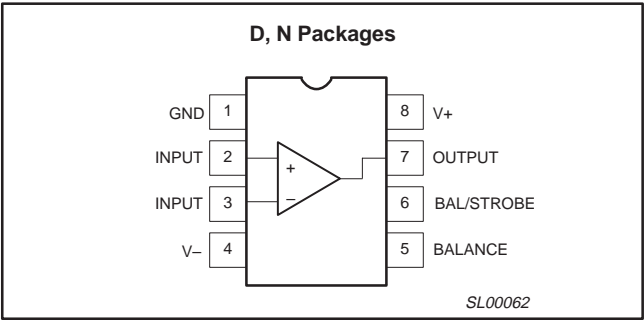 D, N Packages
GND 1 8 V+
INPUT 2 + 7 OUTPUT
INPUT 3 – 6 BAL/STROBE
V– 4 5 BALANCE
SL00062